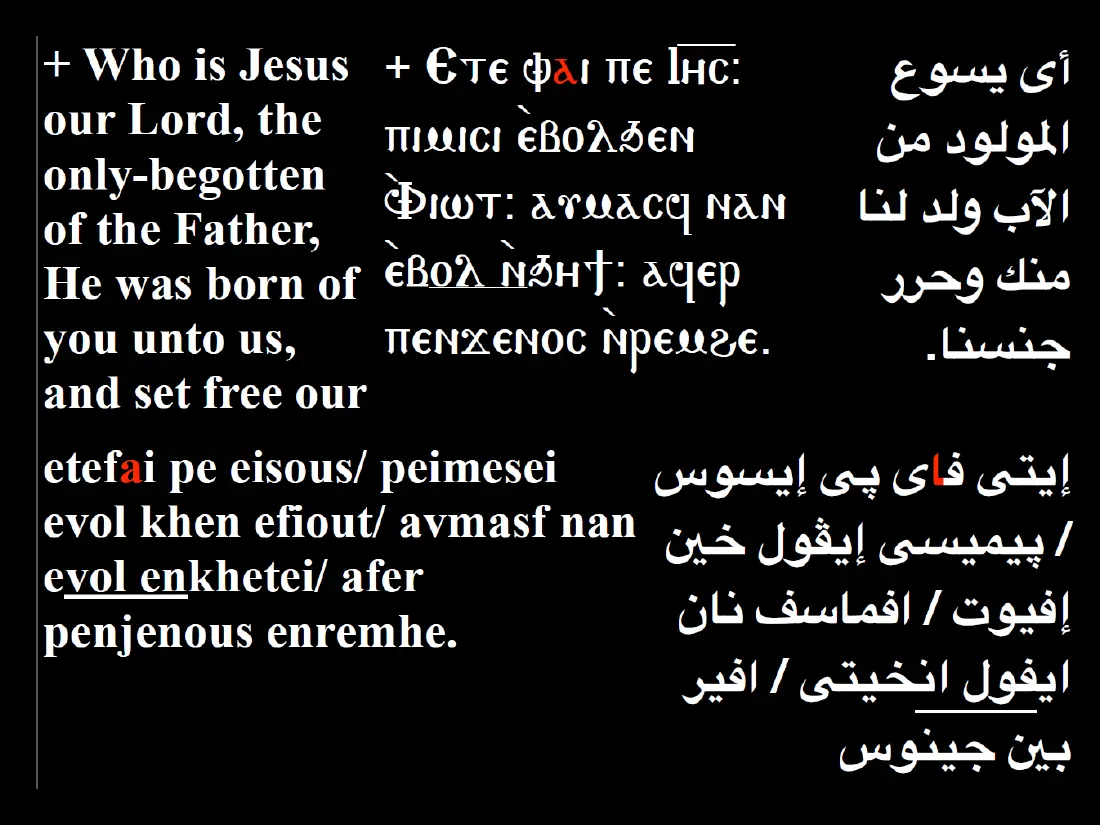 + Who is Jesus
our Lord, the
only-begotten
of the Father,
He was born of
you unto us,
and set free our
+ Ⲉⲧⲉ ⲫⲁⲓ ⲡⲉ Ⲓⲏ̅ⲥ̅:
ⲡⲓⲙⲓⲥⲓ ⲉ̀ⲃⲟⲗϧⲉⲛ
Ⲫ̀ⲓⲱⲧ: ⲁⲩⲙⲁⲥϥ ⲛⲁⲛ
ⲉ̀ⲃⲟⲗ ⲛ̀ϧⲏϯ: ⲁϥⲉⲣ
ⲡⲉⲛϫⲉⲛⲟⲥ ⲛ̀ⲣⲉⲙϩⲉ.
أى يسوع
المولود من
الآب ولد لنا
منك وحرر
جنسنا.
etefai pe eisous/ peimesei
evol khen efiout/ avmasf nan
evol enkhetei/ afer
penjenous enremhe.
إيتى فاى پى إيسوس
/ پيميسى إيڤول خين
إفيوت / افماسف نان
ايفول انخيتى / افير
بين جينوس